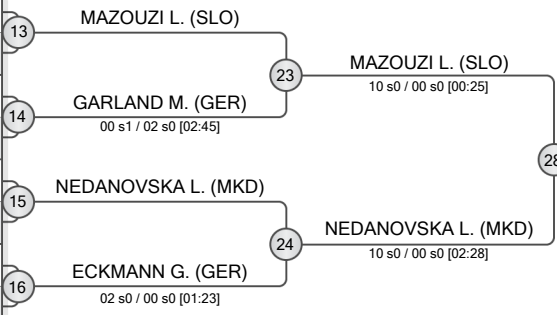 13
MAZOUZI L. (SLO)
23
MAZOUZI L. (SLO)
10 s0 / 00 s0 [00:25]
14
GARLAND M. (GER)
00 s1 / 02 s0 [02:45]
28
15
NEDANOVSKA L. (MKD)
24
NEDANOVSKA L. (MKD)
10 s0 / 00 s0 [02:28]
16
ECKMANN G. (GER)
02 s0 / 00 s0 [01:23]